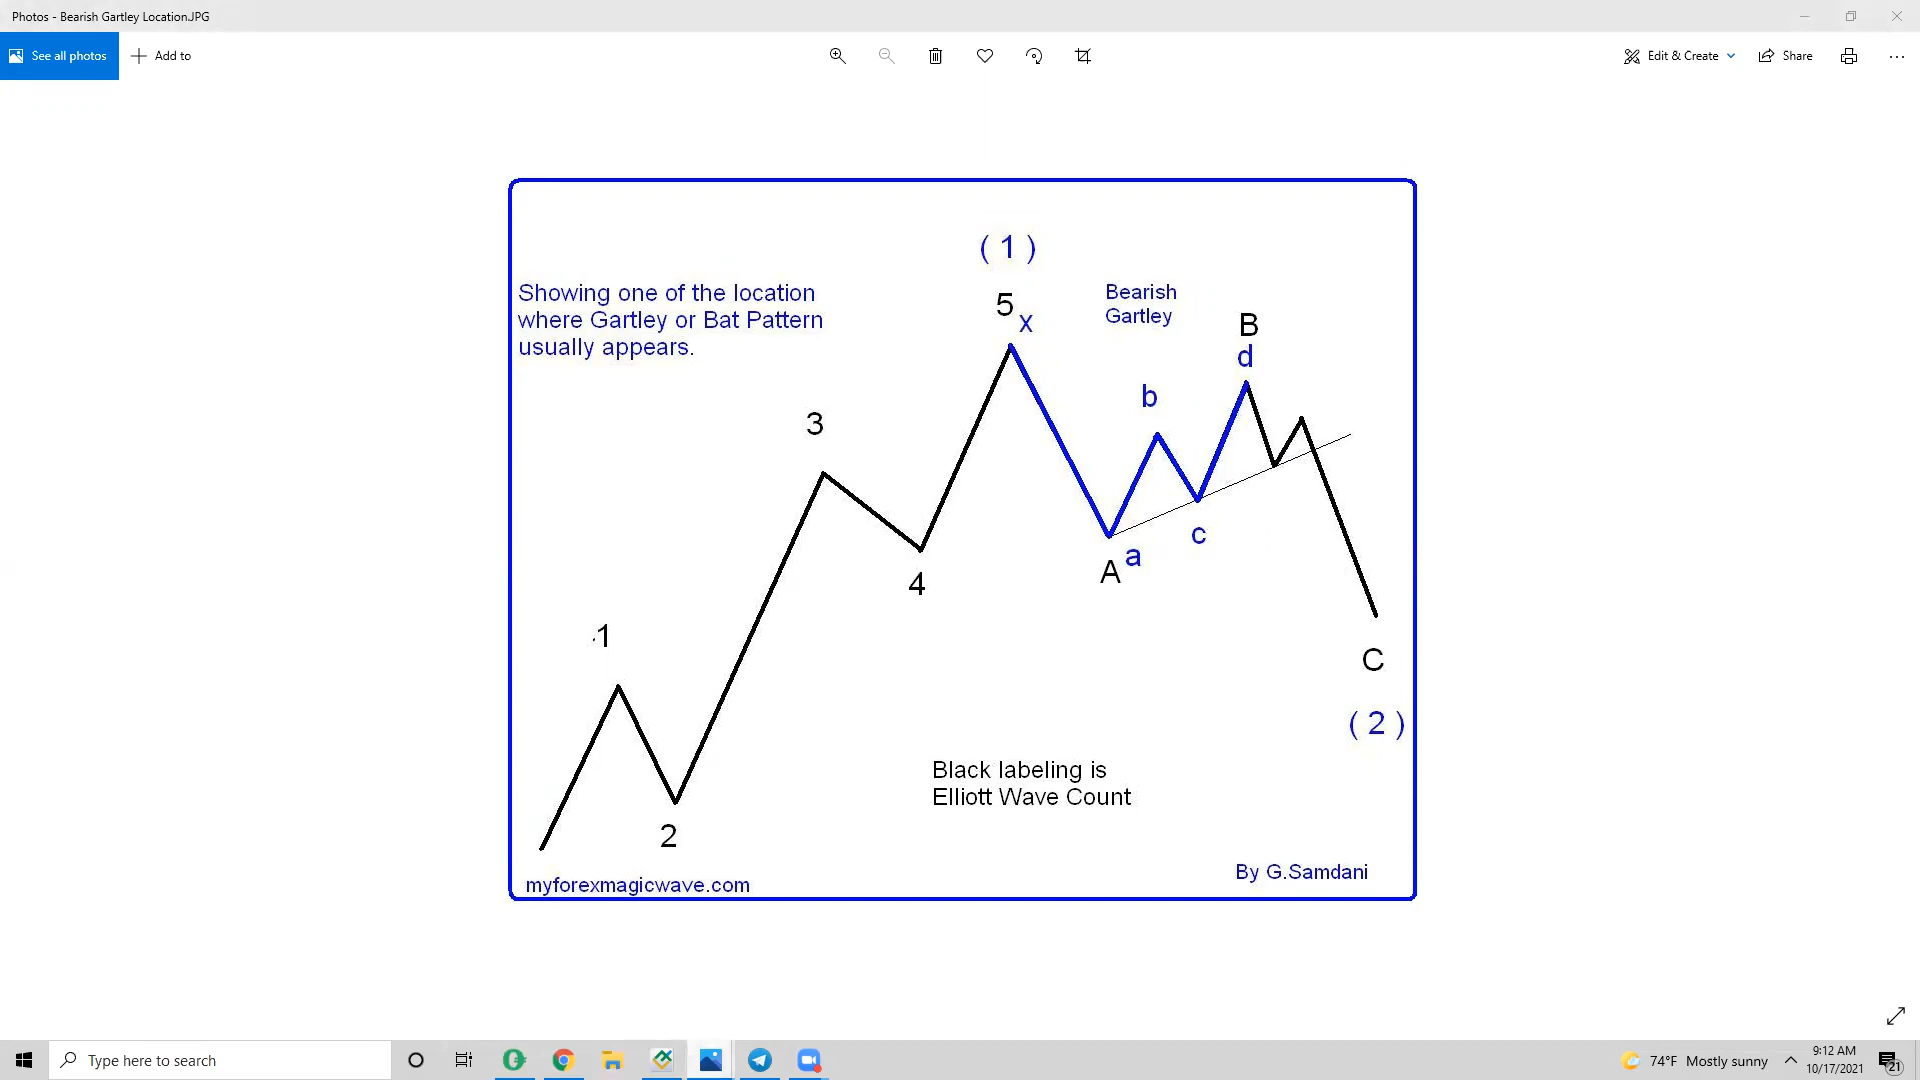 Photos - Bearish Gartley Location.JPG
See all photos
Add to
Edit & Create
Share
( 1 )
Showing one of the location
where Gartley or Bat Pattern
usually appears.
5
x
Bearish
Gartley
B
d
b
3
4
A
a
c
1
C
( 2 )
Black labeling is
Elliott Wave Count
2
myforexmagicwave.com
By G.Samdani
Type here to search
74°F Mostly sunny
9:12 AM
10/17/2021
21